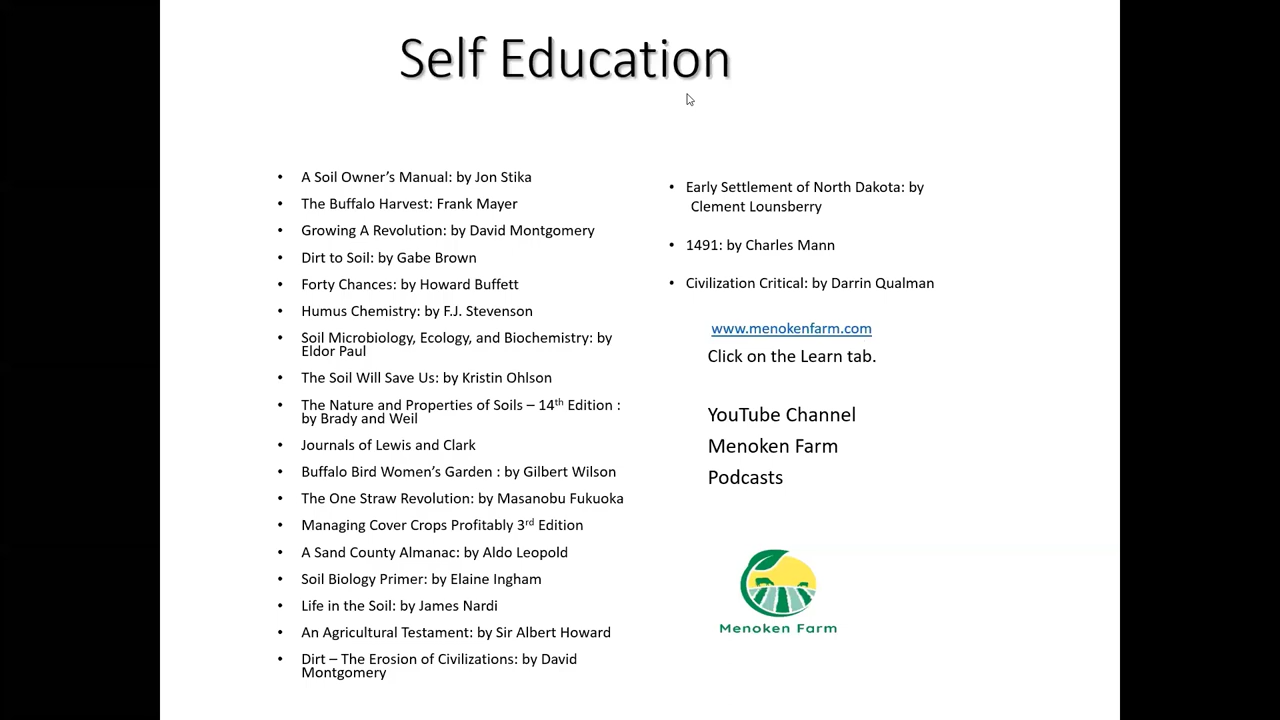 Self Education
• A Soil Owner’s Manual: by Jon Stika
• The Buffalo Harvest: Frank Mayer
• Growing A Revolution: by David Montgomery
• Dirt to Soil: by Gabe Brown
• Forty Chances: by Howard Buffett
• Humus Chemistry: by F.J. Stevenson
• Soil Microbiology, Ecology, and Biochemistry: by
Eldor Paul
• The Soil Will Save Us: by Kristin Ohlson
• The Nature and Properties of Soils – 14th Edition :
by Brady and Weil
• Journals of Lewis and Clark
• Buffalo Bird Women’s Garden : by Gilbert Wilson
• The One Straw Revolution: by Masanobu Fukuoka
• Managing Cover Crops Profitably 3rd Edition
• A Sand County Almanac: by Aldo Leopold
• Soil Biology Primer: by Elaine Ingham
• Life in the Soil: by James Nardi
• An Agricultural Testament: by Sir Albert Howard
• Dirt – The Erosion of Civilizations: by David
Montgomery
• Early Settlement of North Dakota: by
Clement Lounsberry
• 1491: by Charles Mann
• Civilization Critical: by Darrin Qualman
www.menokenfarm.com
Click on the Learn tab.
YouTube Channel
Menoken Farm
Podcasts
Menoken Farm